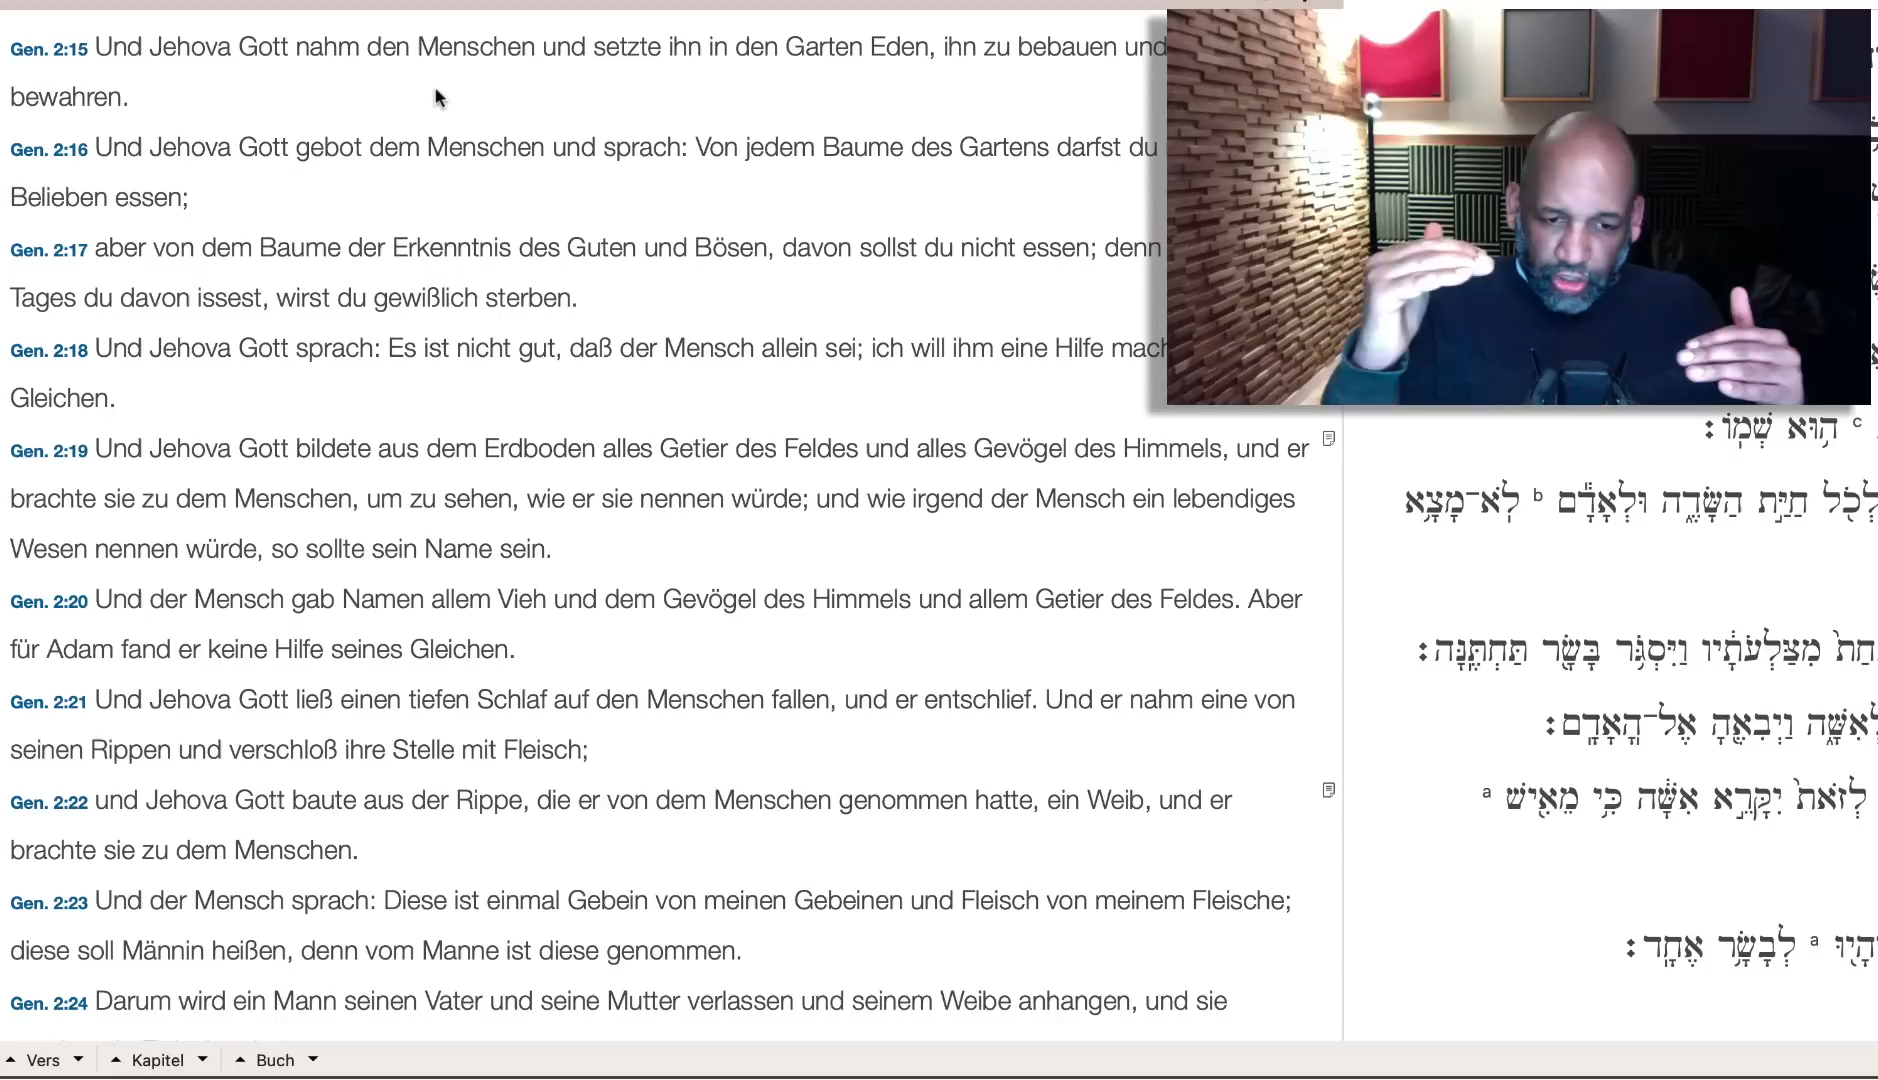 Gen. 2:15 Und Jehova Gott nahm den Menschen und setzte ihn in den Garten Eden, ihn zu bebauen und
bewahren.
Gen. 2:16 Und Jehova Gott gebot dem Menschen und sprach: Von jedem Baume des Gartens darfst du
Belieben essen;
Gen. 2:17 aber von dem Baume der Erkenntnis des Guten und Bösen, davon sollst du nicht essen; denn
Tages du davon issest, wirst du gewißlich sterben.
Gen. 2:18 Und Jehova Gott sprach: Es ist nicht gut, daß der Mensch allein sei; ich will ihm eine Hilfe
Gleichen.
הוּא שְׁמֽוֹ׃ c
Gen. 2:19 Und Jehova Gott bildete aus dem Erdboden alles Getier des Feldes und alles Gevögel des Himmels, und er
brachte sie zu dem Menschen, um zu sehen, wie er sie nennen würde; und wie irgend der Mensch ein lebendiges
Wesen nennen würde, so sollte sein Name sein.
לְכֹ֖ל חַיַּ֣ת הַשָּׂדֶ֑ה וּלְאָדָ֕ם b לֹֽא־מָצָ֥א
Gen. 2:20 Und der Mensch gab Namen allem Vieh und dem Gevögel des Himmels und allem Getier des Feldes. Aber
für Adam fand er keine Hilfe seines Gleichen.
מִצַּלְעֹתָ֔יו וַיִּסְגֹּ֥ר בָּשָׂ֖ר תַּחְתֶּֽנָּה׃
Gen. 2:21 Und Jehova Gott ließ einen tiefen Schlaf auf den Menschen fallen, und er entschlief. Und er nahm eine von
seinen Rippen und verschloß ihre Stelle mit Fleisch;
לְאִשָּׁ֑ה וַיְבִאֶ֖הָ אֶל־הָֽאָדָֽם׃
Gen. 2:22 und Jehova Gott baute aus der Rippe, die er von dem Menschen genommen hatte, ein Weib, und er
brachte sie zu dem Menschen.
לְזֹאת֙ יִקָּרֵ֣א אִשָּׁ֔ה כִּ֥י מֵאִ֖ישׁ a
Gen. 2:23 Und der Mensch sprach: Diese ist einmal Gebein von meinen Gebeinen und Fleisch von meinem Fleische;
diese soll Männin heißen, denn vom Manne ist diese genommen.
a לְבָשָׂ֥ר אֶחָֽד׃
Gen. 2:24 Darum wird ein Mann seinen Vater und seine Mutter verlassen und seinem Weibe anhangen, und sie
Vers Kapitel Buch